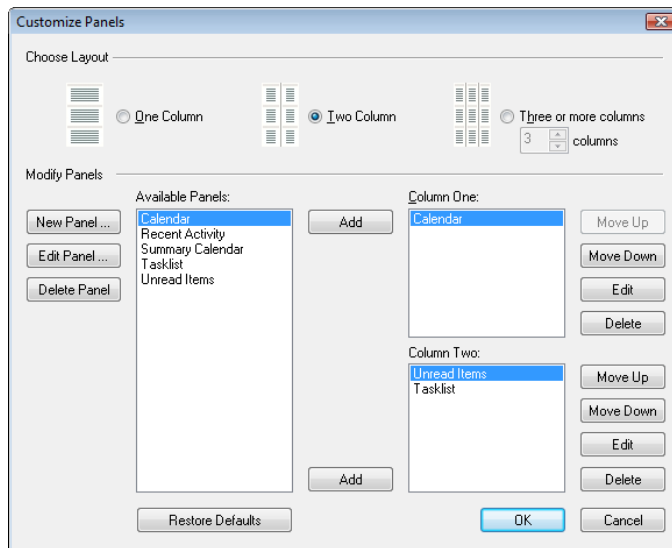 Customize Panels
Choose Layout
One Column
Two Column
Three or more columns
3 columns
Modify Panels
Available Panels:
Column One:
New Panel ...
Edit Panel ...
Delete Panel
Calendar
Recent Activity
Summary Calendar
Tasklist
Unread Items
Add
Calendar
Move Up
Move Down
Edit
Delete
Column Two:
Unread Items
Tasklist
Move Up
Move Down
Edit
Delete
Add
Restore Defaults
OK
Cancel